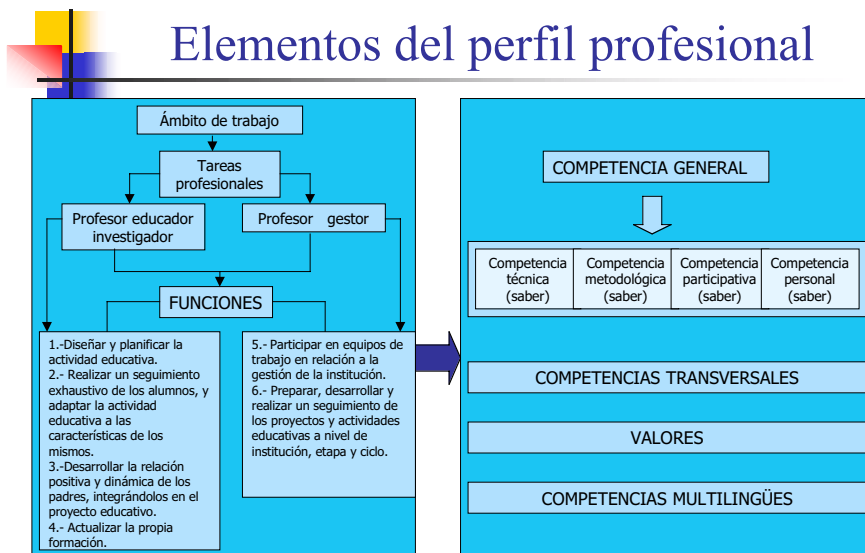 Elementos del perfil profesional
Ámbito de trabajo
Tareas
profesionales
Profesor educador
investigador
Profesor gestor
FUNCIONES
1.-Diseñar y planificar la
actividad educativa.
2.- Realizar un seguimiento
exhaustivo de los alumnos, y
adaptar la actividad
educativa a las
características de los
mismos.
3.-Desarrollar la relación
positiva y dinámica de los
padres, integrándolos en el
proyecto educativo.
4.- Actualizar la propia
formación.
5.- Participar en equipos de
trabajo en relación a la
gestión de la institución.
6.- Preparar, desarrollar y
realizar un seguimiento de
los proyectos y actividades
educativas a nivel de
institución, etapa y ciclo.
COMPETENCIA GENERAL
Competencia
técnica
(saber)
Competencia
metodológica
(saber)
Competencia
participativa
(saber)
Competencia
personal
(saber)
COMPETENCIAS TRANSVERSALES
VALORES
COMPETENCIAS MULTILINGÜES